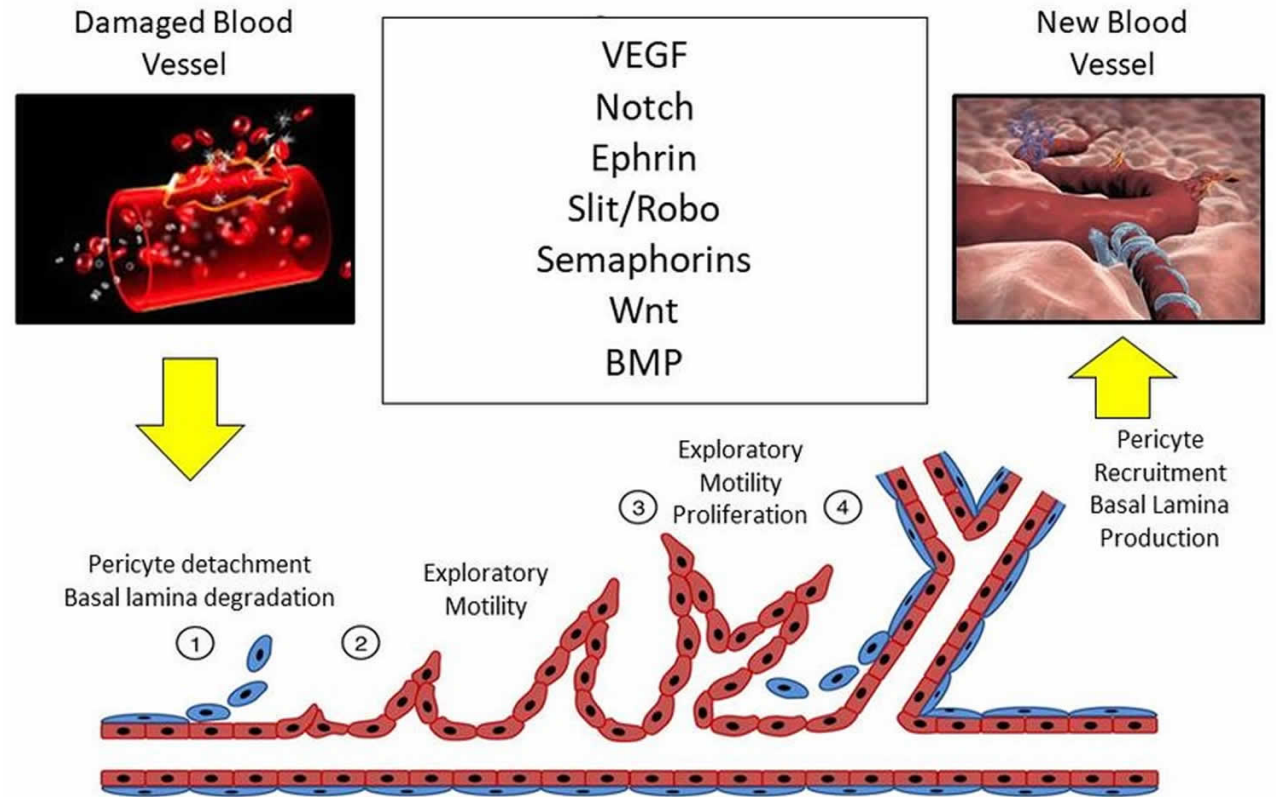 Damaged Blood
Vessel
VEGF
Notch
Ephrin
Slit/Robo
Semaphorins
Wnt
BMP
New Blood
Vessel
Pericyte detachment
Basal lamina degradation
1
2
Exploratory
Motility
3
Exploratory
Motility
Proliferation
4
Pericyte
Recruitment
Basal Lamina
Production